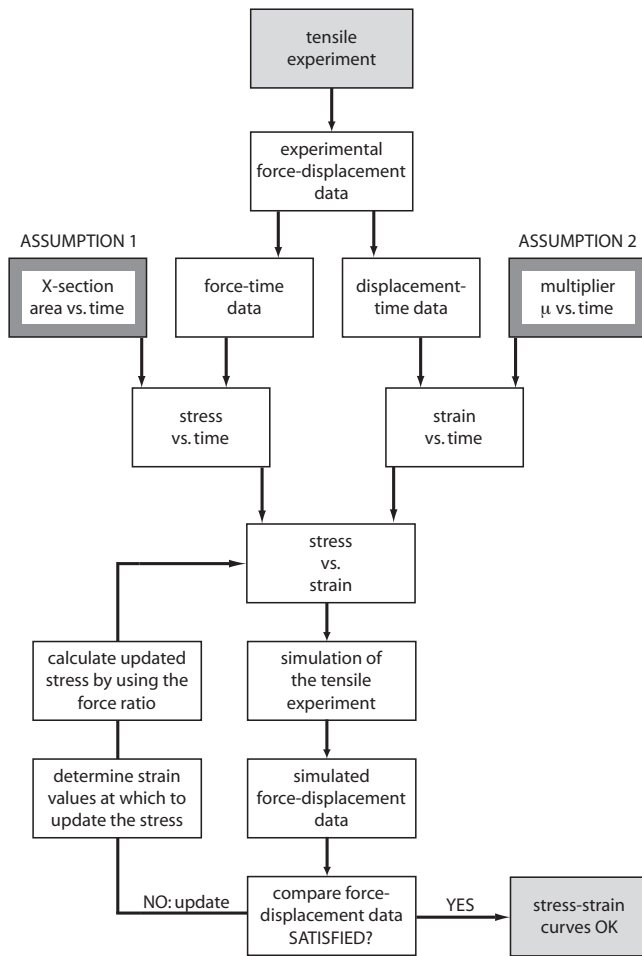 tensile
experiment
experimental
force-displacement
data
ASSUMPTION 1
ASSUMPTION 2
X-section
area vs. time
force-time
data
displacement-
time data
multiplier
μ vs. time
stress
vs. time
strain
vs. time
stress
vs.
strain
calculate updated
stress by using the
force ratio
simulation of
the tensile
experiment
determine strain
values at which to
update the stress
simulated
force-displacement
data
NO: update
compare force-
displacement data
SATISFIED?
YES
stress-strain
curves OK